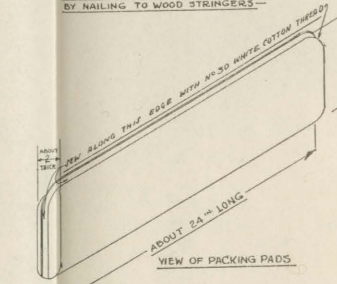 BY NAILING TO WOOD STRINGERS—
SEW ALONG THIS EDGE WITH Nº 30 WHITE COTTON THREAD
ABOUT
2"
THICK
ABOUT 24" LONG
VIEW OF PACKING PADS